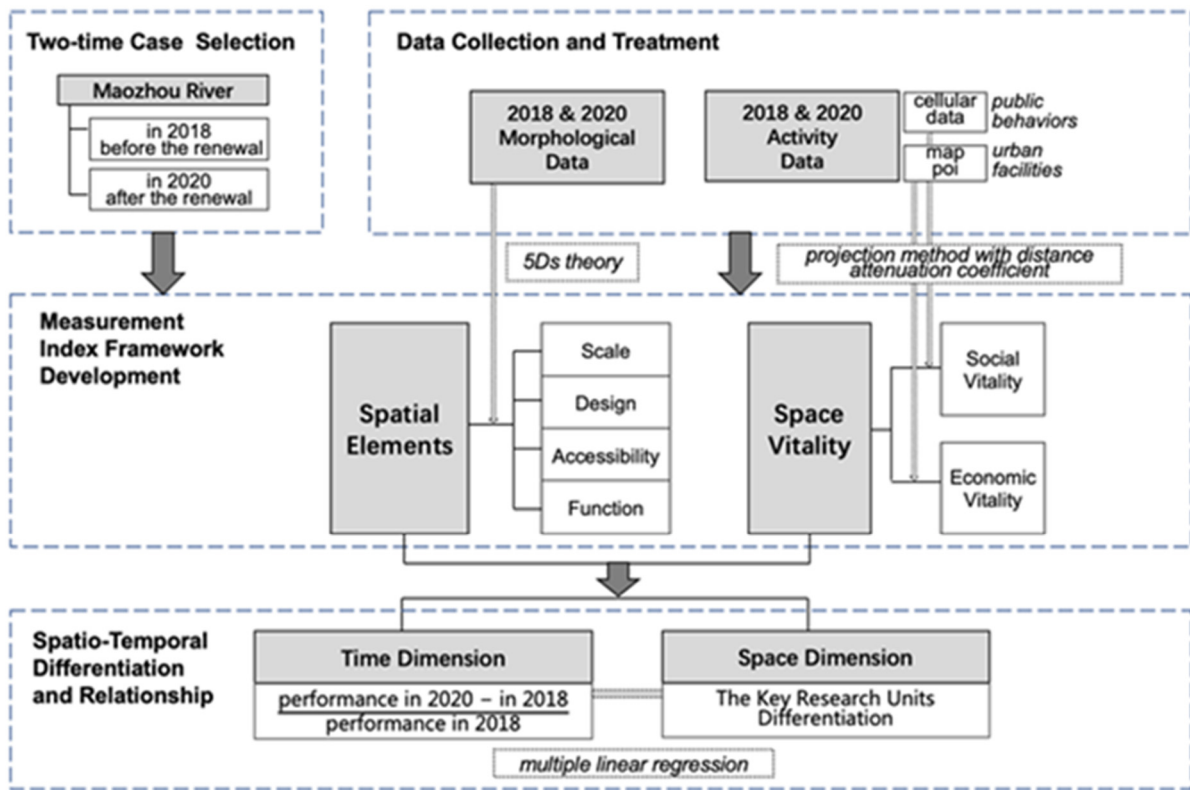 Two-time Case Selection
Maozhou River
in 2018
before the renewal
in 2020
after the renewal
Data Collection and Treatment
2018 & 2020
Morphological
Data
2018 & 2020
Activity
Data
cellular
data
public
behaviors
map
poi
urban
facilities
5Ds theory
projection method with distance
attenuation coefficient
Measurement
Index Framework
Development
Spatial
Elements
Scale
Design
Accessibility
Function
Space
Vitality
Social
Vitality
Economic
Vitality
Spatio-Temporal
Differentiation
and Relationship
Time Dimension
performance in 2020 – in 2018
performance in 2018
Space Dimension
The Key Research Units
Differentiation
multiple linear regression